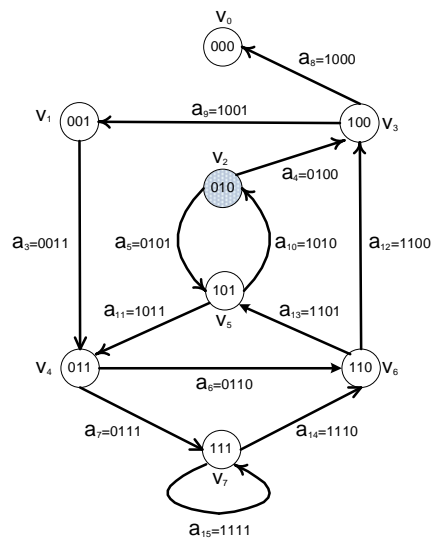 v₀
000
a₈=1000
a₉=1001
v₁
001
100
v₃
v₂
010
a₄=0100
a₃=0011
a₅=0101
a₁₀=1010
a₁₂=1100
101
a₁₁=1011
a₁₃=1101
v₅
v₄
011
110
v₆
a₆=0110
a₇=0111
111
a₁₄=1110
v₇
a₁₅=1111